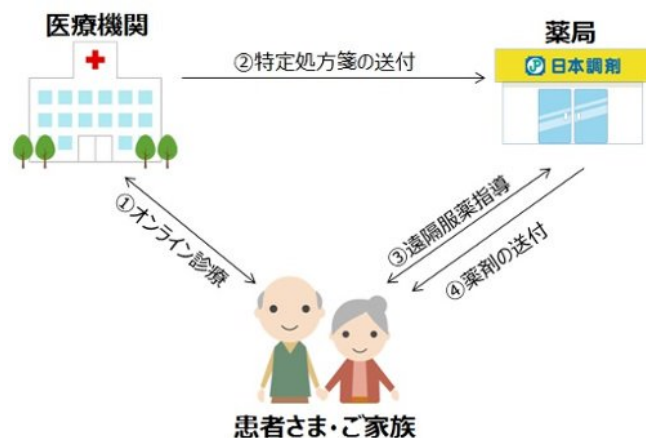 医療機関
薬局
②特定処方箋の送付
日本調剤
①オンライン診療
③遠隔服薬指導
④薬剤の送付
患者さま・ご家族